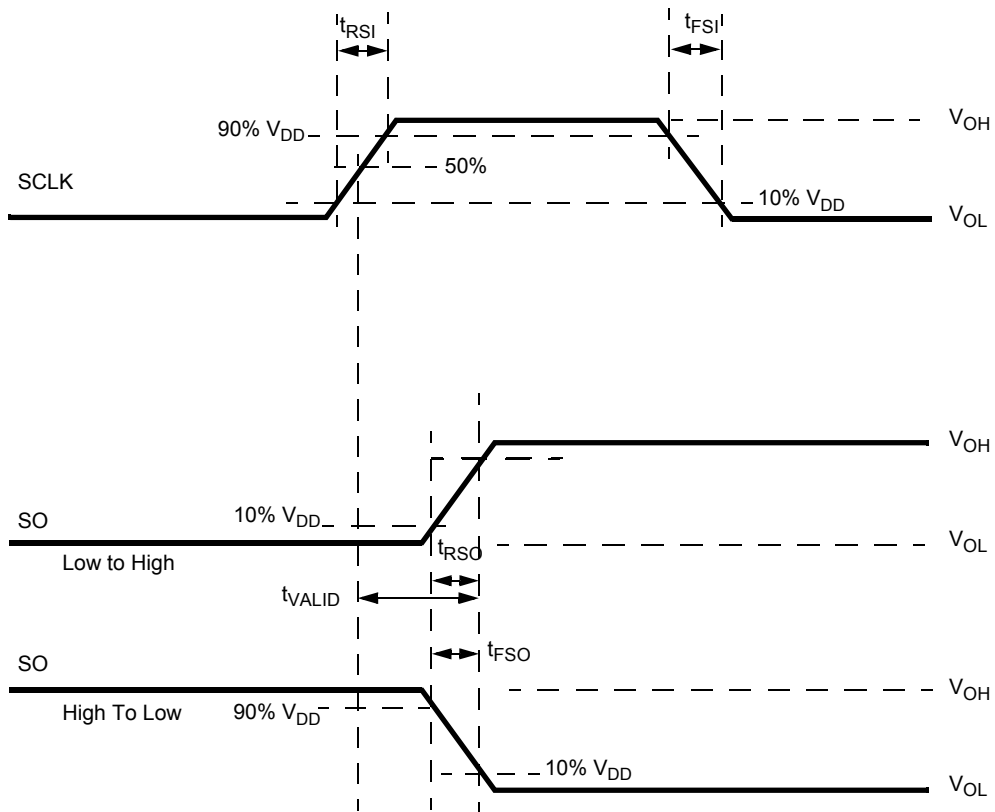 tRSI
tFSI
90% VDD
VOH
50%
SCLK
10% VDD
VOL
VOH
SO
10% VDD
VOL
Low to High
tRSO
tVALID
SO
tFSO
VOH
High To Low
90% VDD
10% VDD
VOL